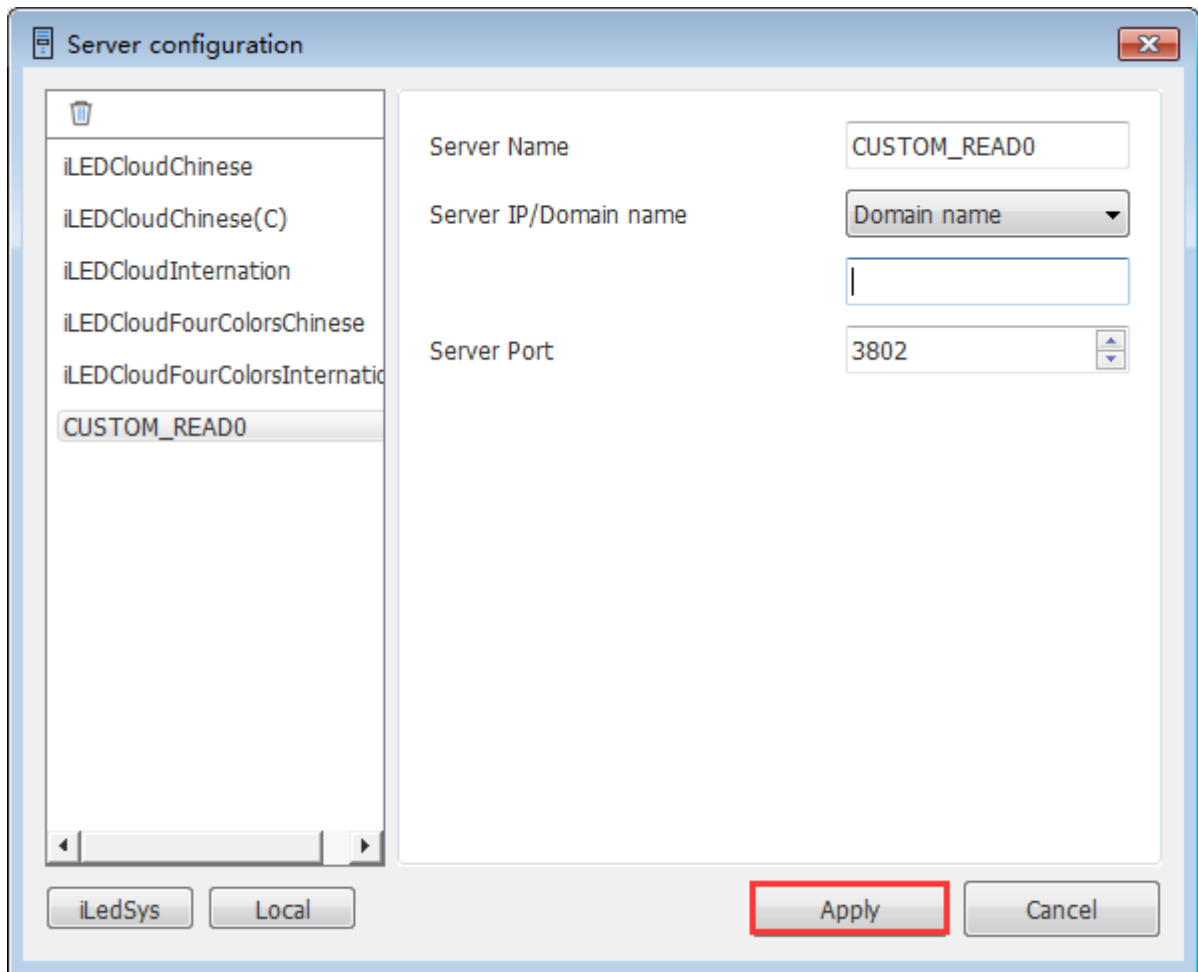 Server configuration
iLEDCloudChinese
iLEDCloudChinese(C)
iLEDCloudInternation
iLEDCloudFourColorsChinese
iLEDCloudFourColorsInternatio
CUSTOM_READ0
Server Name
CUSTOM_READ0
Server IP/Domain name
Domain name
Server Port
3802
iLedSys
Local
Apply
Cancel